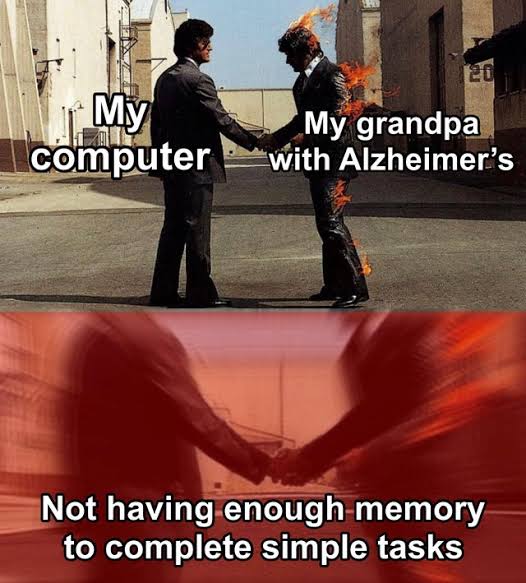 My
computer
My grandpa
with Alzheimer's
20
Not having enough memory
to complete simple tasks